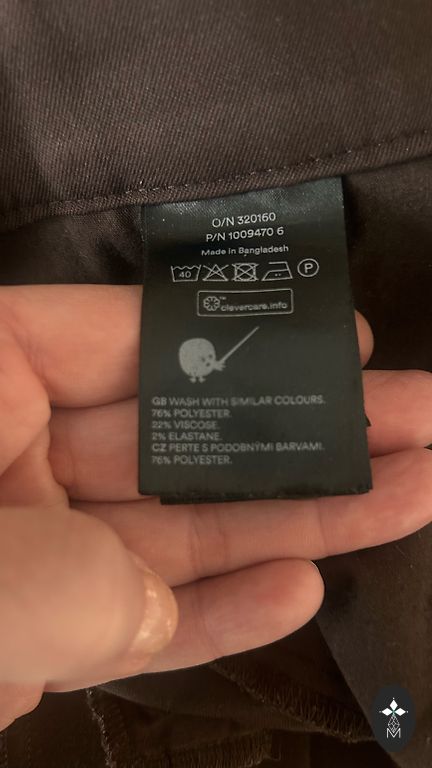 O/N 320160
P/N 1009470 6
Made in Bangladesh
40 P
clevercare.info
GB WASH WITH SIMILAR COLOURS.
76% POLYESTER.
22% VISCOSE.
2% ELASTANE.
CZ PERTE S PODOBNÝMI BARVAMI.
76% POLYESTER.
M